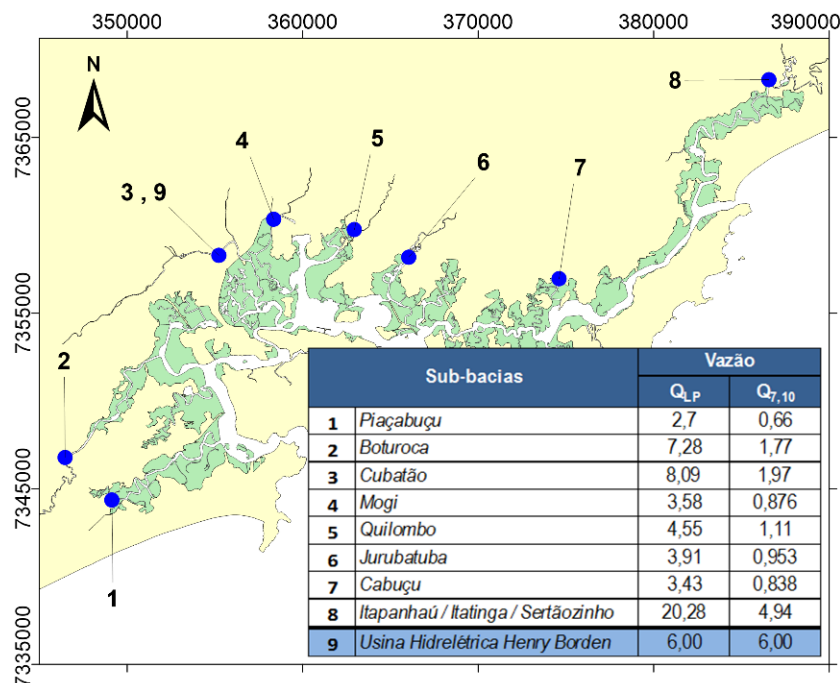 350000 360000 370000 380000 390000
N
8
7365000
4
5
6
3 , 9
7
7355000
2
Sub-bacias Vazão
QLP Q7,10
1 Piaçabuçu 2,7 0,66
2 Boturoca 7,28 1,77
3 Cubatão 8,09 1,97
4 Mogi 3,58 0,876
5 Quilombo 4,55 1,11
6 Jurubatuba 3,91 0,953
7 Cabuçu 3,43 0,838
8 Itapanhaú / Itatinga / Sertãozinho 20,28 4,94
9 Usina Hidrelétrica Henry Borden 6,00 6,00
7345000
1
7335000